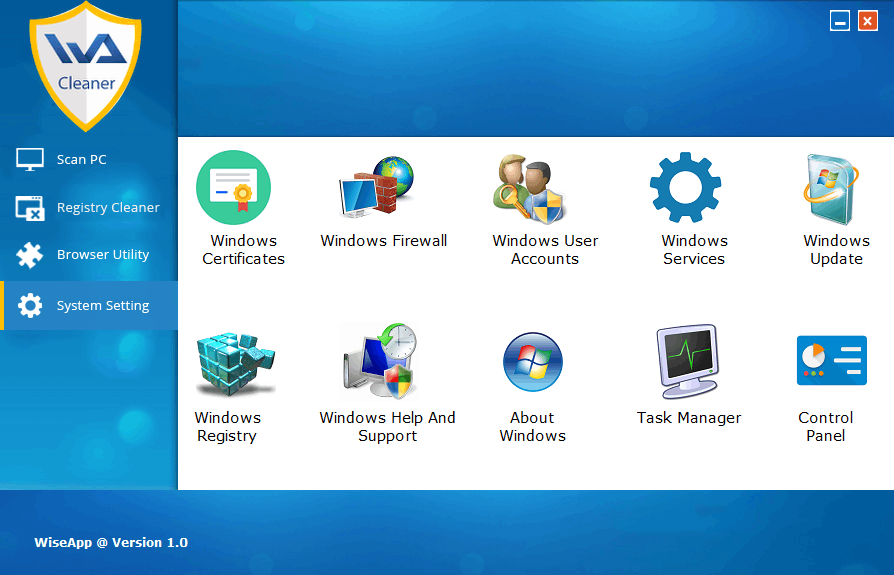 WA
Cleaner
Scan PC
Registry Cleaner
Browser Utility
System Setting
Windows
Certificates
Windows Firewall
Windows User
Accounts
Windows
Services
Windows
Update
Windows
Registry
Windows Help And
Support
About
Windows
Task Manager
Control
Panel
WiseApp @ Version 1.0